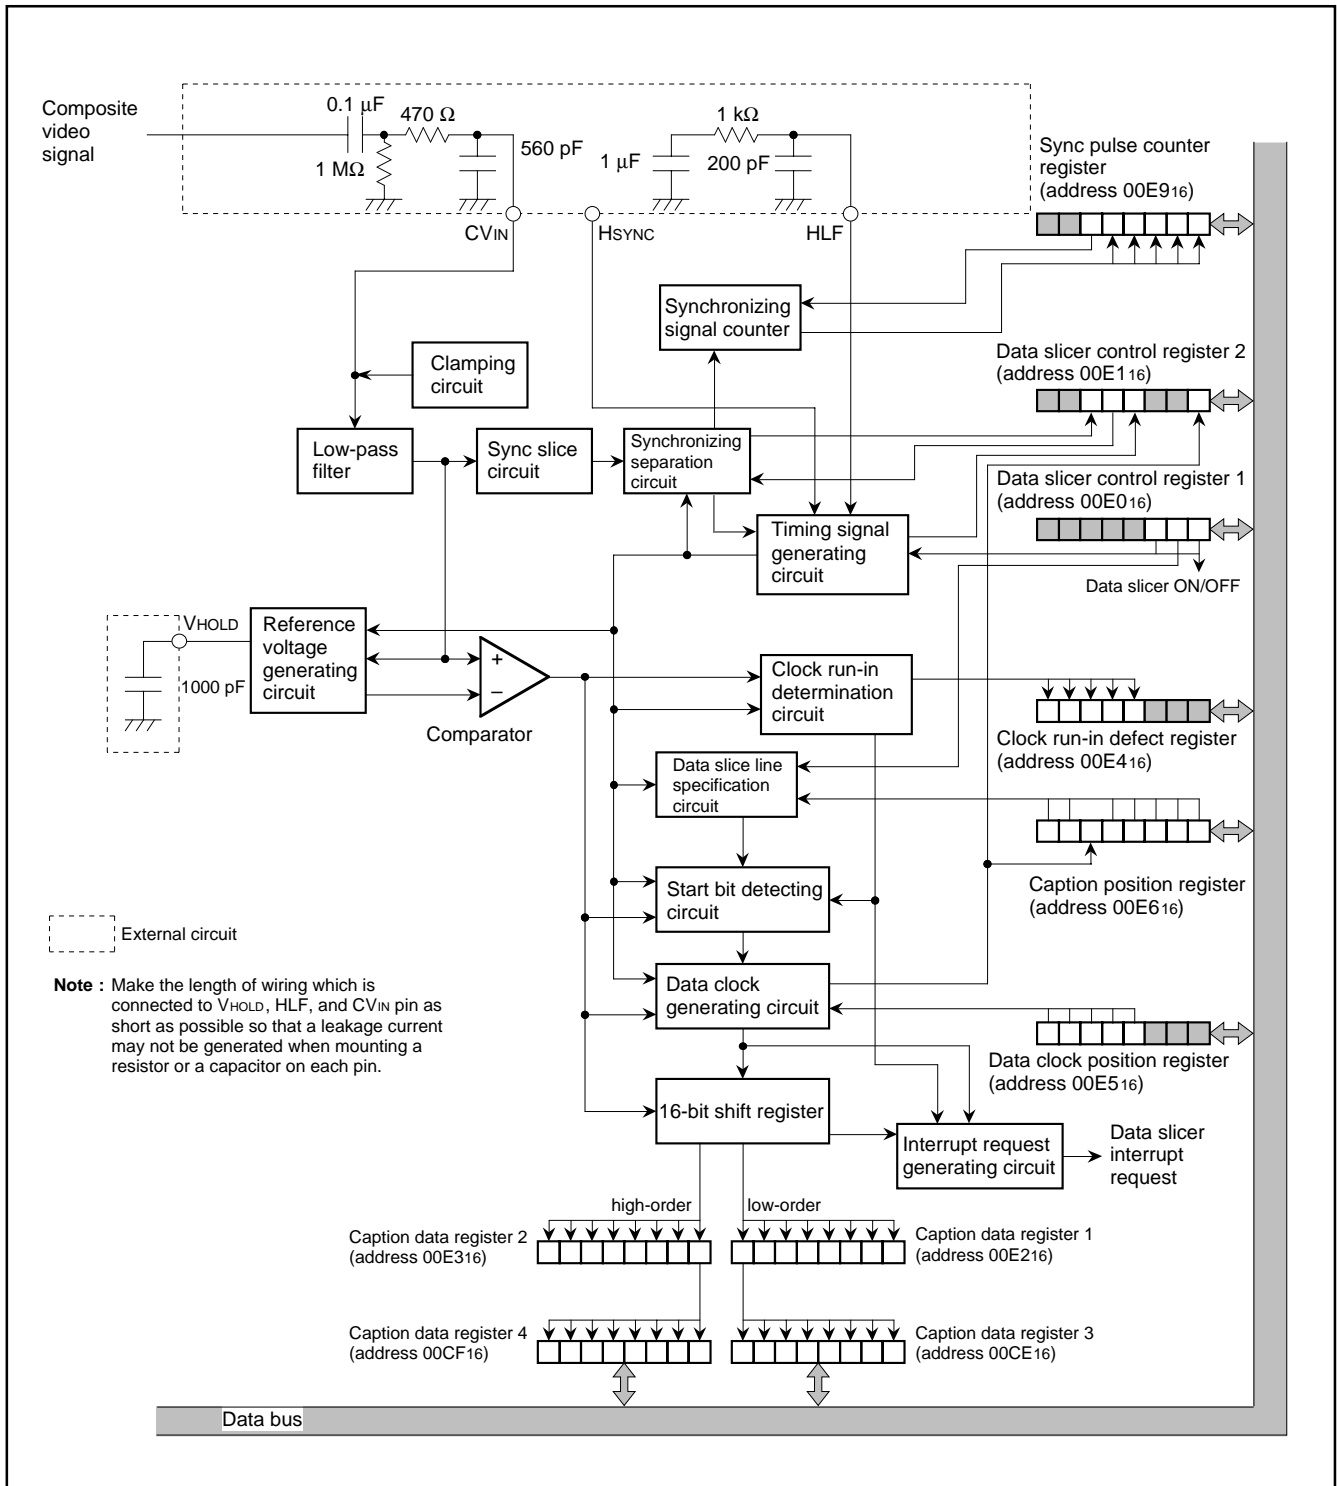 Composite
video
signal
0.1 µF
470 Ω
1 MΩ
560 pF
1 kΩ
1 µF
200 pF
CVIN
HSYNC
HLF
Sync pulse counter
register
(address 00E916)
Synchronizing
signal counter
Clamping
circuit
Data slicer control register 2
(address 00E116)
Low-pass
filter
Sync slice
circuit
Synchronizing
separation
circuit
Data slicer control register 1
(address 00E016)
Timing signal
generating
circuit
Data slicer ON/OFF
VHOLD
1000 pF
Reference
voltage
generating
circuit
+
−
Comparator
Clock run-in
determination
circuit
Clock run-in defect register
(address 00E416)
Data slice line
specification
circuit
Caption position register
(address 00E616)
Start bit detecting
circuit
External circuit
Note : Make the length of wiring which is
connected to VHOLD, HLF, and CVIN pin as
short as possible so that a leakage current
may not be generated when mounting a
resistor or a capacitor on each pin.
Data clock
generating circuit
Data clock position register
(address 00E516)
16-bit shift register
Interrupt request
generating circuit
Data slicer
interrupt
request
high-order
low-order
Caption data register 2
(address 00E316)
Caption data register 1
(address 00E216)
Caption data register 4
(address 00CF16)
Caption data register 3
(address 00CE16)
Data bus